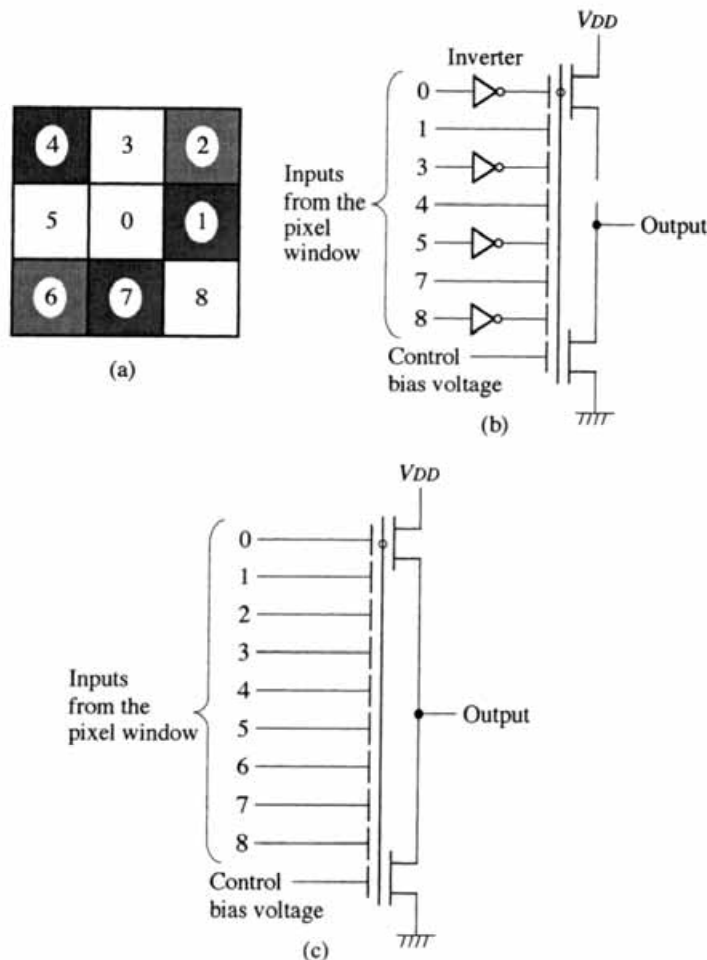 4 3 2
5 0 1
6 7 8
(a)
VDD
Inverter
0
1
3
4
5
7
8
Inputs
from the
pixel
window
Control
bias voltage
Output
(b)
VDD
0
1
2
3
4
5
6
7
8
Inputs
from the
pixel window
Control
bias voltage
Output
(c)